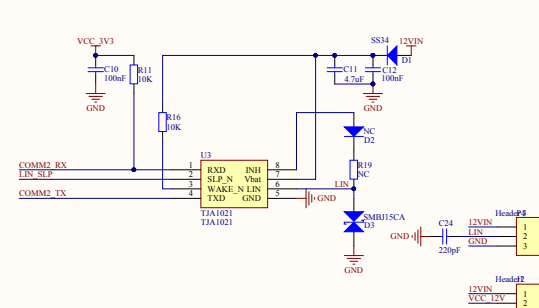 SS34
VCC_3V3
12VIN
D1
C10
100nF
R11
10K
C11
4.7uF
C12
100nF
GND
GND
R16
10K
NC
D2
U3
R19
NC
COMM2_RX
LIN_SLP
COMM2_TX
1
2
3
4
RXD
SLP_N
WAKE_N
TXD
INH
Vbat
LIN
GND
8
7
6
5
GND
LIN
TJA1021
TJA1021
SMBJ15CA
D3
GND
C24
220pF
GND
12VIN
LIN
GND
1
2
3
12VIN
VCC_12V
1
2